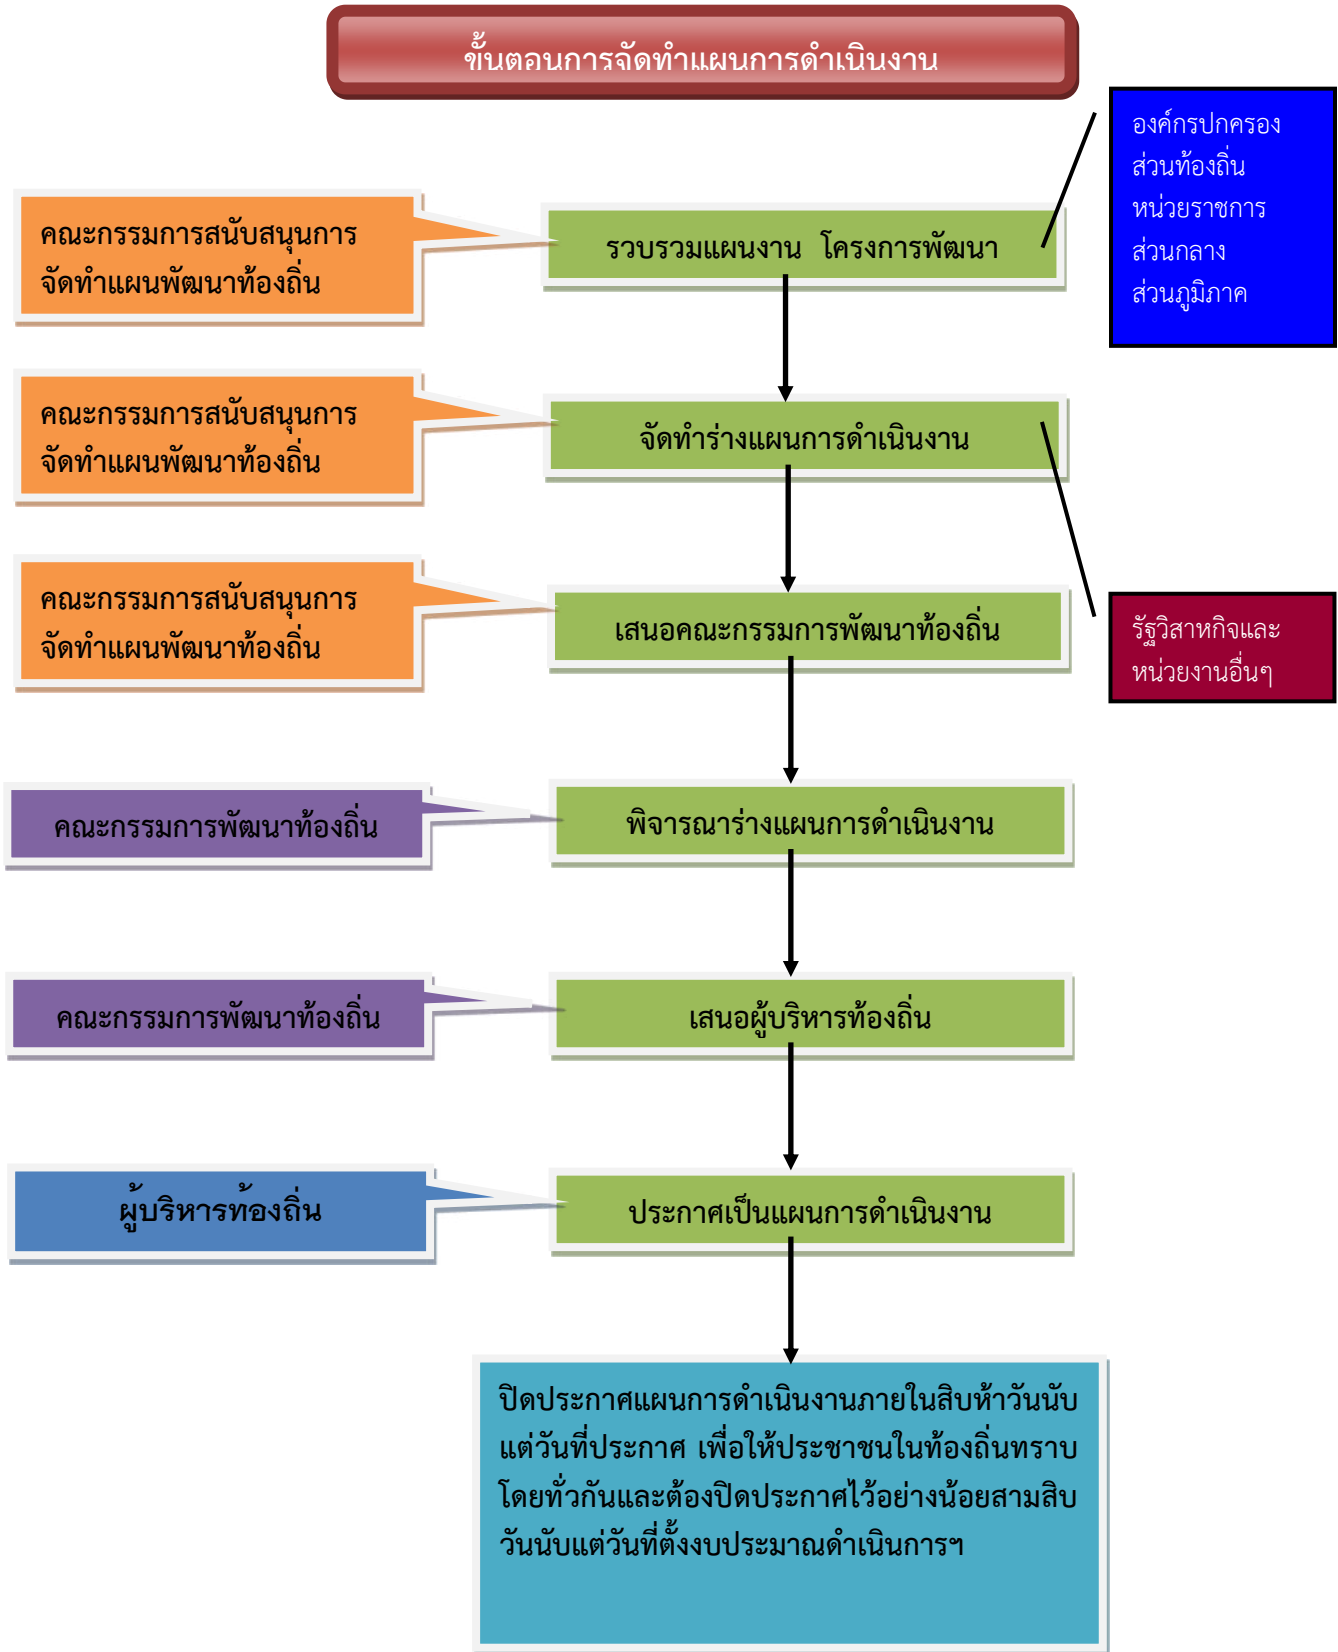 ขั้นตอนการจัดทำแผนการดำเนินงาน
องค์กรปกครอง
ส่วนท้องถิ่น
หน่วยราชการ
ส่วนกลาง
ส่วนภูมิภาค
คณะกรรมการสนับสนุนการ
จัดทำแผนพัฒนาท้องถิ่น
รวบรวมแผนงาน โครงการพัฒนา
คณะกรรมการสนับสนุนการ
จัดทำแผนพัฒนาท้องถิ่น
จัดทำร่างแผนการดำเนินงาน
คณะกรรมการสนับสนุนการ
จัดทำแผนพัฒนาท้องถิ่น
เสนอคณะกรรมการพัฒนาท้องถิ่น
รัฐวิสาหกิจและ
หน่วยงานอื่นๆ
คณะกรรมการพัฒนาท้องถิ่น
พิจารณาร่างแผนการดำเนินงาน
คณะกรรมการพัฒนาท้องถิ่น
เสนอผู้บริหารท้องถิ่น
ผู้บริหารท้องถิ่น
ประกาศเป็นแผนการดำเนินงาน
ปิดประกาศแผนการดำเนินงานภายในสิบห้าวันนับ
แต่วันที่ประกาศ เพื่อให้ประชาชนในท้องถิ่นทราบ
โดยทั่วกันและต้องปิดประกาศไว้อย่างน้อยสามสิบ
วันนับแต่วันที่ตั้งงบประมาณดำเนินการฯ